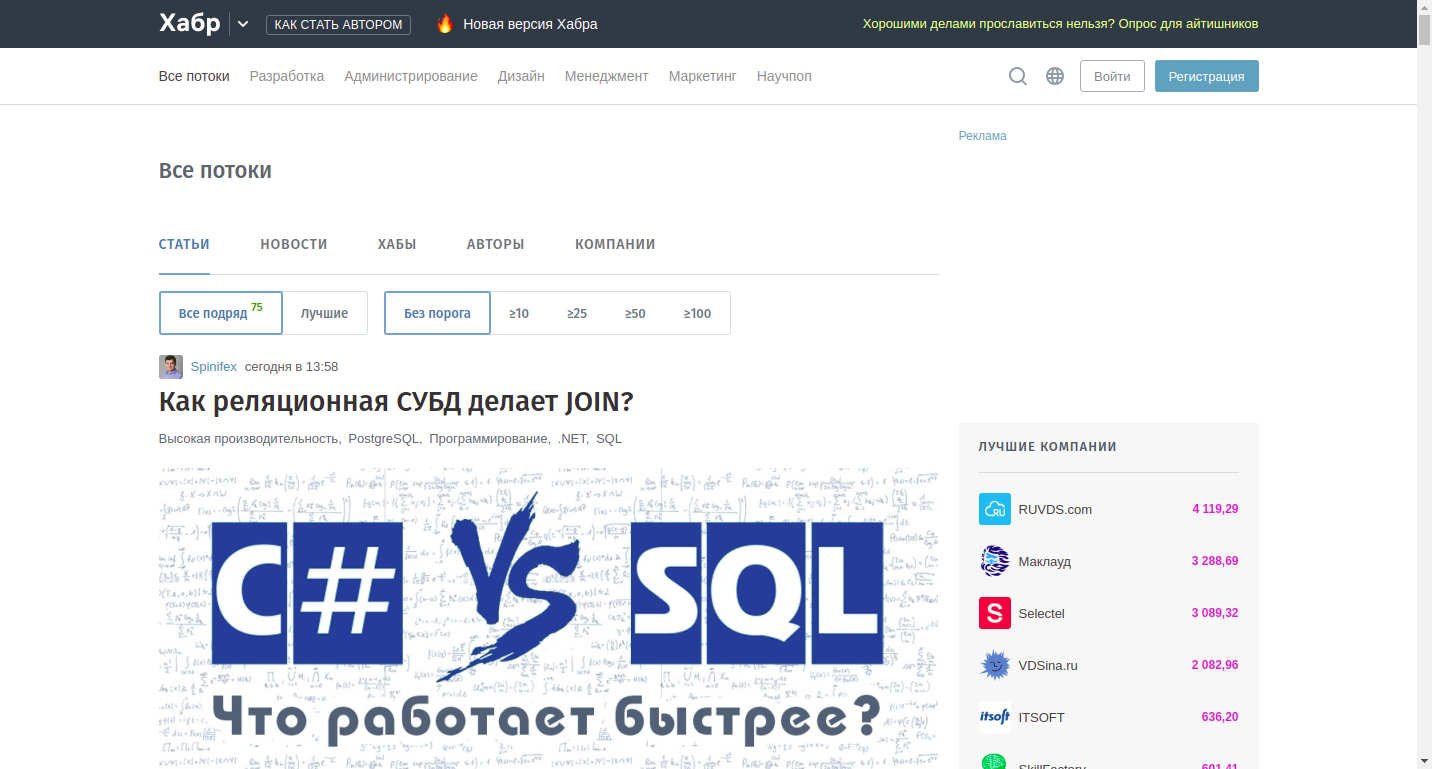 Хабр
КАК СТАТЬ АВТОРОМ
Новая версия Хабра
Хорошими делами прославиться нельзя? Опрос для айтишников
Все потоки Разработка Администрирование Дизайн Менеджмент Маркетинг Научпоп
Войти
Регистрация
Реклама
Все потоки
СТАТЬИ НОВОСТИ ХАБЫ АВТОРЫ КОМПАНИИ
Все подряд 75 Лучшие Без порога ≥10 ≥25 ≥50 ≥100
Spinifex сегодня в 13:58
Как реляционная СУБД делает JOIN?
Высокая производительность, PostgreSQL, Программирование, .NET, SQL
C# VS SQL
Что работает быстрее?
ЛУЧШИЕ КОМПАНИИ
RU
RUVDS.com 4 119,29
Маклауд 3 288,69
S
Selectel 3 089,32
VDSina.ru 2 082,96
itsoft
ITSOFT 636,20
SkillFactory 601,41